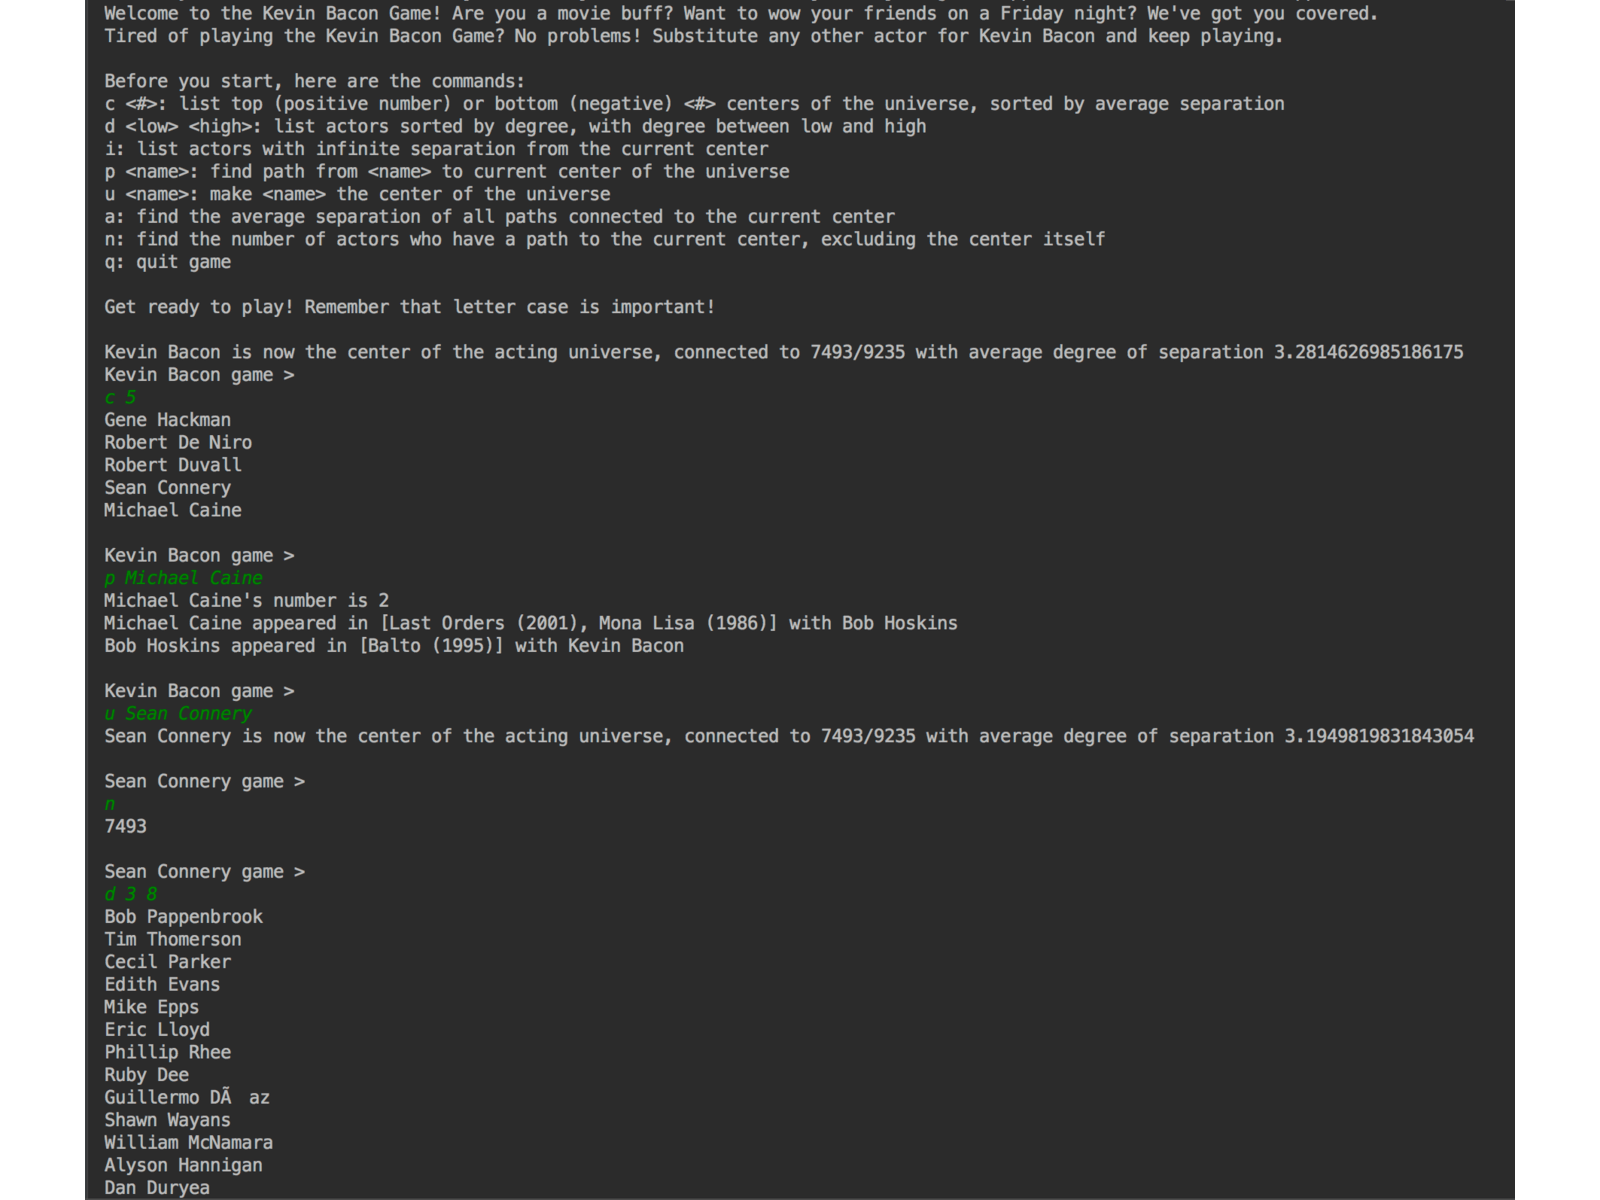 Welcome to the Kevin Bacon Game! Are you a movie buff? Want to wow your friends on a Friday night? We've got you covered.
Tired of playing the Kevin Bacon Game? No problems! Substitute any other actor for Kevin Bacon and keep playing.
Before you start, here are the commands:
c <#>: list top (positive number) or bottom (negative) <#> centers of the universe, sorted by average separation
d <low> <high>: list actors sorted by degree, with degree between low and high
i: list actors with infinite separation from the current center
p <name>: find path from <name> to current center of the universe
u <name>: make <name> the center of the universe
a: find the average separation of all paths connected to the current center
n: find the number of actors who have a path to the current center, excluding the center itself
q: quit game
Get ready to play! Remember that letter case is important!
Kevin Bacon is now the center of the acting universe, connected to 7493/9235 with average degree of separation 3.2814626985186175
Kevin Bacon game >
c 5
Gene Hackman
Robert De Niro
Robert Duvall
Sean Connery
Michael Caine
Kevin Bacon game >
p Michael Caine
Michael Caine's number is 2
Michael Caine appeared in [Last Orders (2001), Mona Lisa (1986)] with Bob Hoskins
Bob Hoskins appeared in [Balto (1995)] with Kevin Bacon
Kevin Bacon game >
u Sean Connery
Sean Connery is now the center of the acting universe, connected to 7493/9235 with average degree of separation 3.1949819831843054
Sean Connery game >
n
7493
Sean Connery game >
d 3 8
Bob Pappenbrook
Tim Thomerson
Cecil Parker
Edith Evans
Mike Epps
Eric Lloyd
Phillip Rhee
Ruby Dee
Guillermo DÃ az
Shawn Wayans
William McNamara
Alyson Hannigan
Dan Duryea